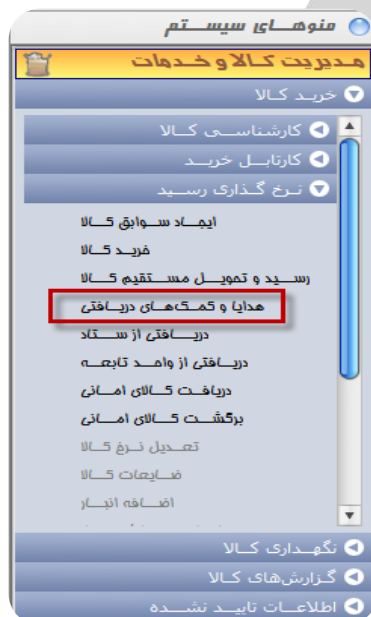 منوهای سیستم
مدیریت کالا و خدمات
خرید کالا
کارشناسی کالا
کارتابل خرید
نرخ گذاری رسید
ایجاد سوابق کالا
خرید کالا
رسید و تحویل مستقیم کالا
هدایا و کمک‌های دریافتی
دریافتی از ستاد
دریافتی از واحد تابعه
دریافت کالای امانی
برگشت کالای امانی
تعدیل نرخ کالا
ضایعات کالا
اضافه انبار
نگهداری کالا
گزارش‌های کالا
اطلاعات تایید نشده